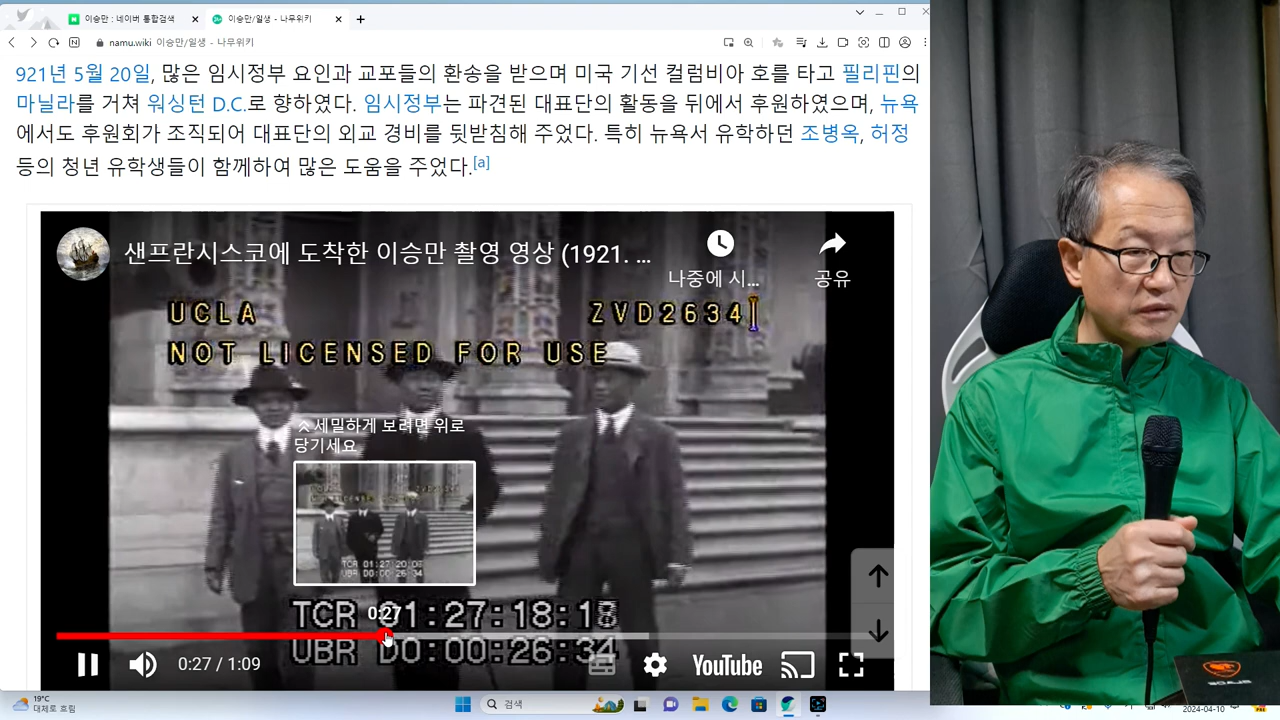 이승만 : 네이버 통합검색
이승만/일생 - 나무위키
namu.wiki 이승만/일생 - 나무위키
921년 5월 20일, 많은 임시정부 요인과 교포들의 환송을 받으며 미국 기선 컬럼비아 호를 타고 필리핀의
마닐라를 거쳐 워싱턴 D.C.로 향하였다. 임시정부는 파견된 대표단의 활동을 뒤에서 후원하였으며, 뉴욕
에서도 후원회가 조직되어 대표단의 외교 경비를 뒷받침해 주었다. 특히 뉴욕서 유학하던 조병옥, 허정
등의 청년 유학생들이 함께하여 많은 도움을 주었다.[a]
샌프란시스코에 도착한 이승만 촬영 영상 (1921. ...
나중에 시...
공유
UCLA
ZVD2634
NOT LICENSED FOR USE
세밀하게 보려면 위로
당기세요
TCR 01:27:20:08
UBR D0:00:26:34
0:27
TCR 01:27:18:18
UBR D0:00:26:34
0:27 / 1:09
YouTube
19°C
대체로 흐림
검색
2024-04-10